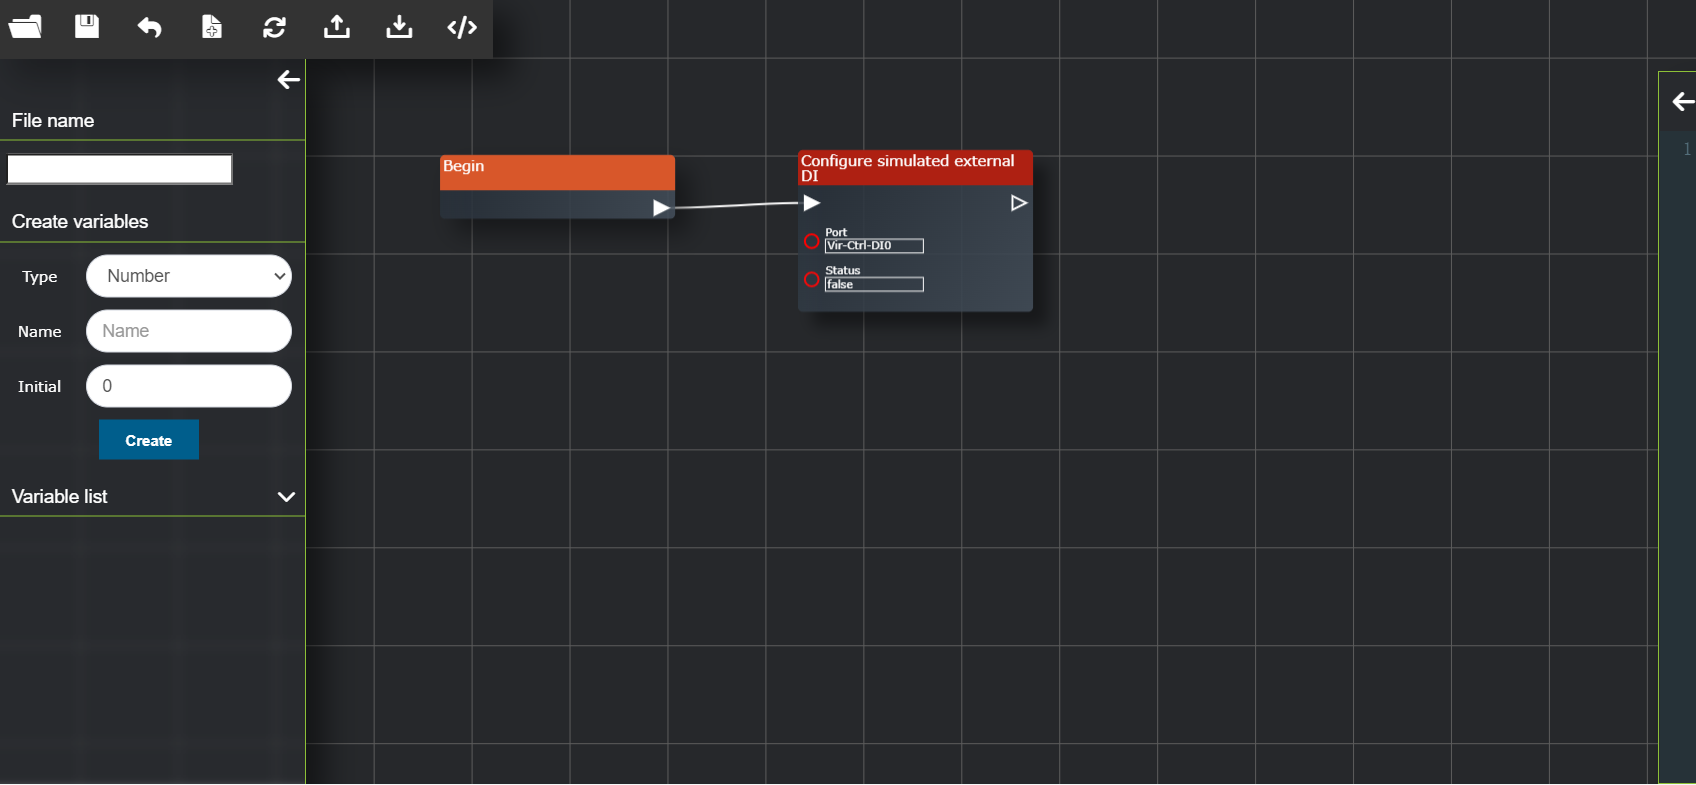 File name
Create variables
Type
Number
Name
Name
Initial
0
Create
Variable list
Begin
Configure simulated external
DI
Port
Vir-Ctrl-DI0
Status
false
1